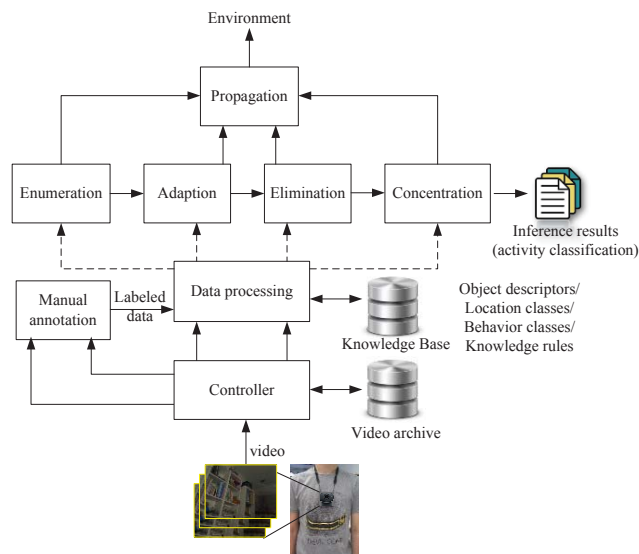 Environment
Propagation
Enumeration
Adaption
Elimination
Concentration
Inference results
(activity classification)
Manual
annotation
Labeled
data
Data processing
Knowledge Base
Object descriptors/
Location classes/
Behavior classes/
Knowledge rules
Controller
Video archive
video